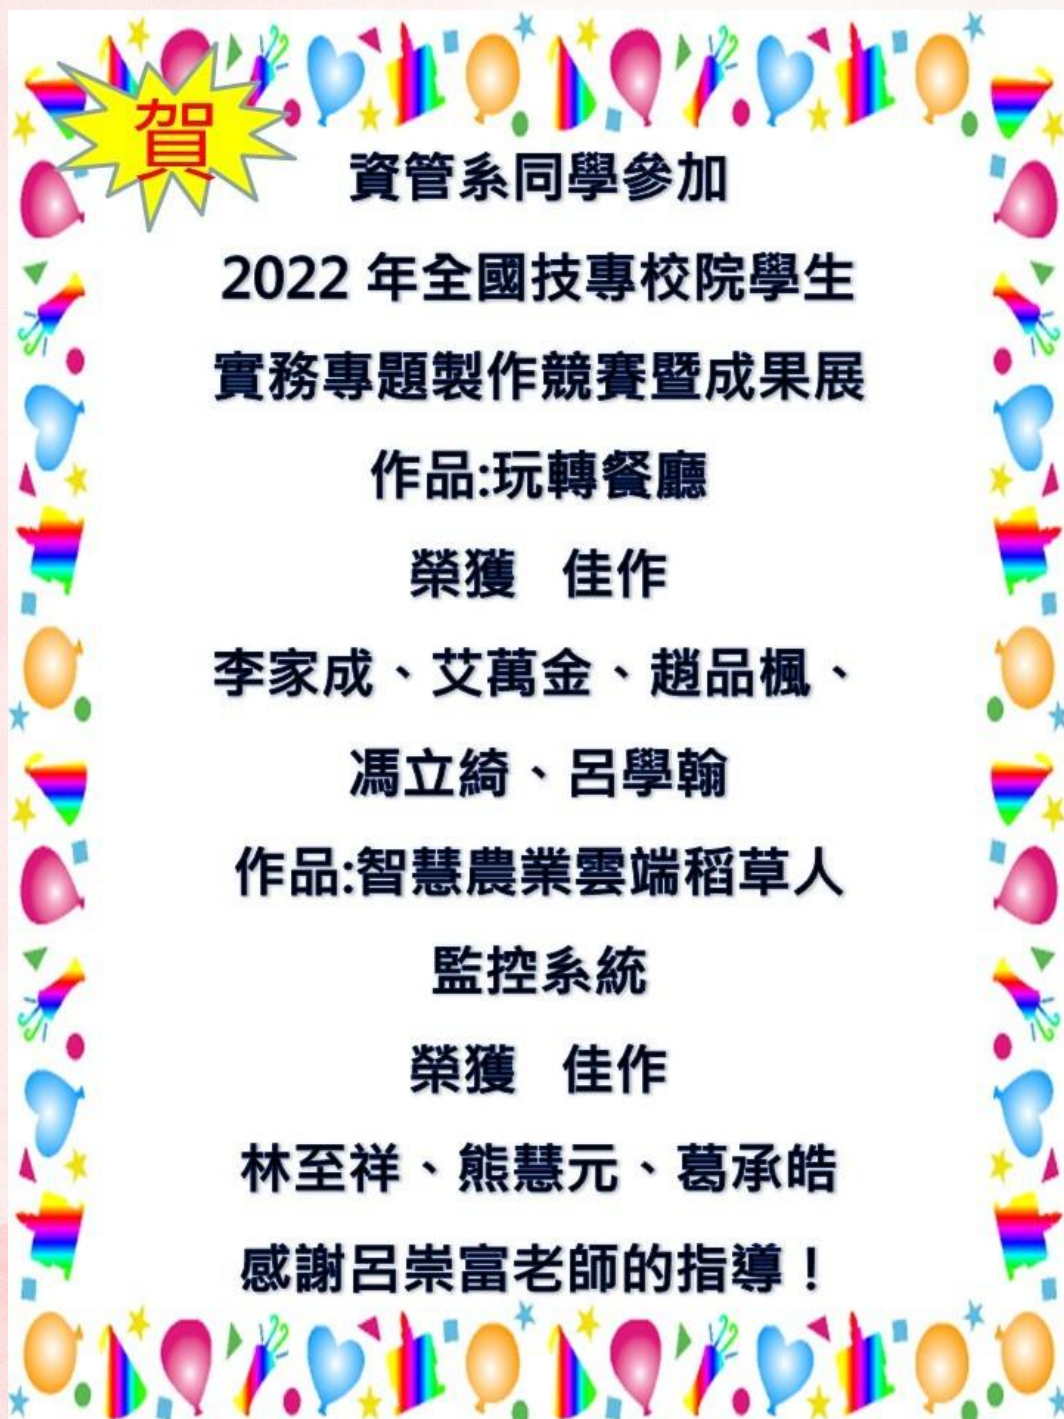 賀
資管系同學參加
2022 年全國技專校院學生
實務專題製作競賽暨成果展
作品:玩轉餐廳
榮獲 佳作
李家成、艾萬金、趙品楓、
馮立綺、呂學翰
作品:智慧農業雲端稻草人
監控系統
榮獲 佳作
林至祥、熊慧元、葛承皓
感謝呂崇富老師的指導！